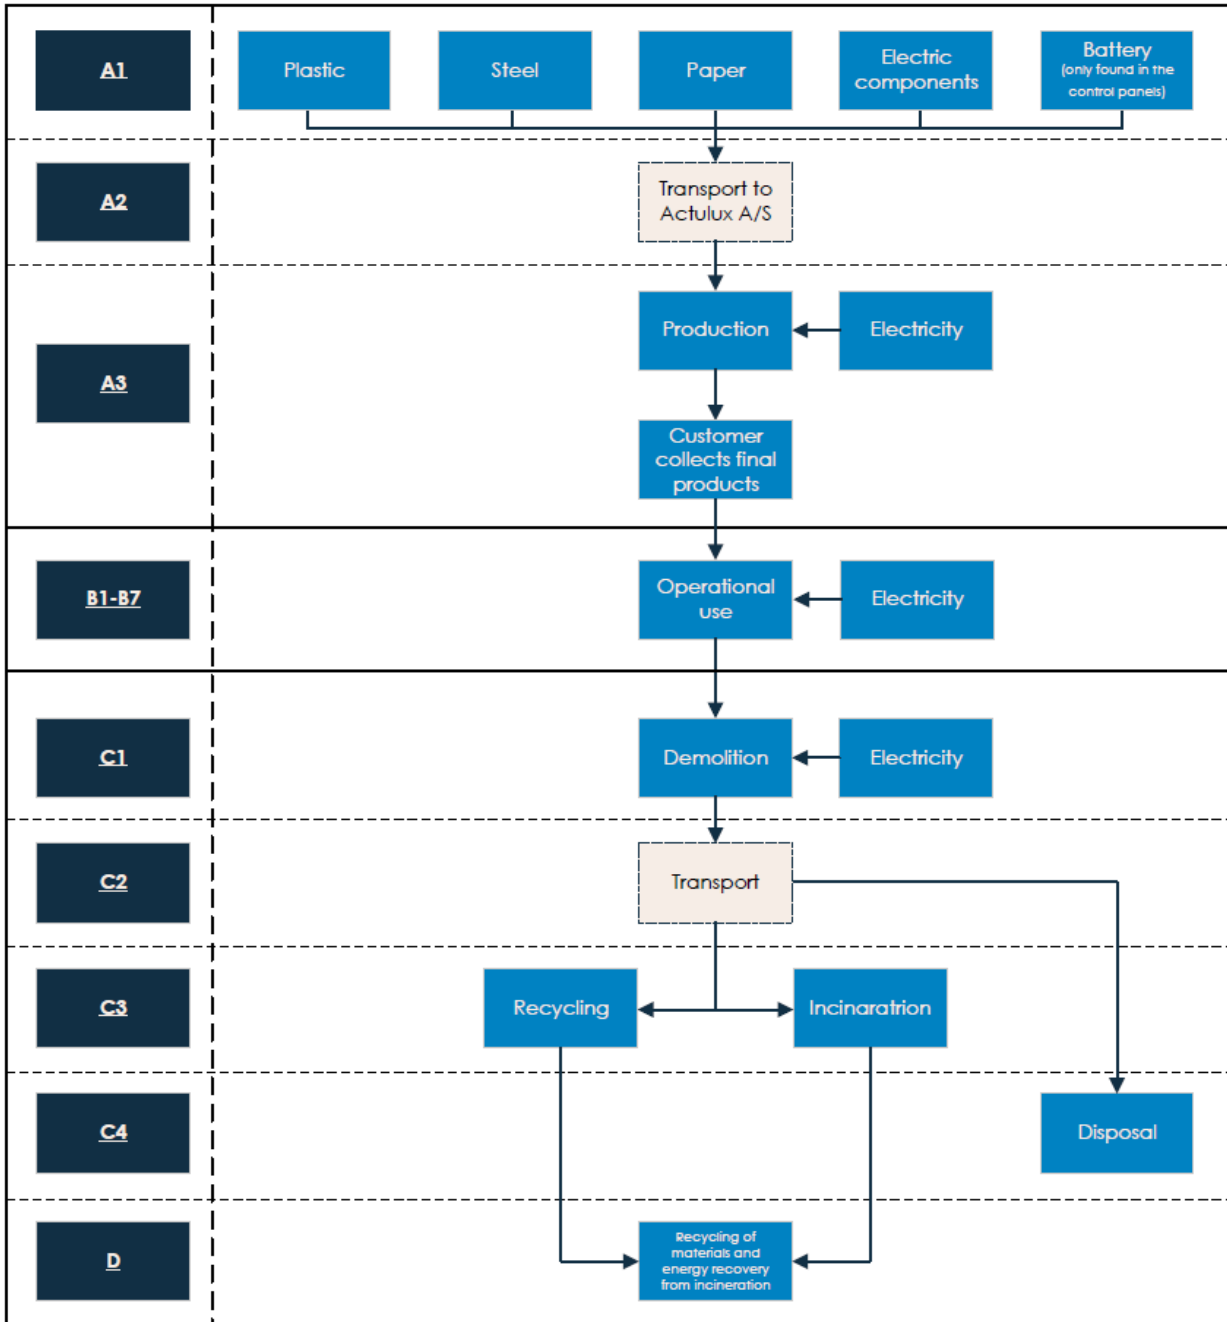 A1
Plastic
Steel
Paper
Electric
components
Battery
(only found in the
control panels)
A2
Transport to
Actulux A/S
A3
Production
Electricity
Customer
collects final
products
B1-B7
Operational
use
Electricity
C1
Demolition
Electricity
C2
Transport
C3
Recycling
Incinaratrion
C4
Disposal
D
Recycling of
materials and
energy recovery
from incineration